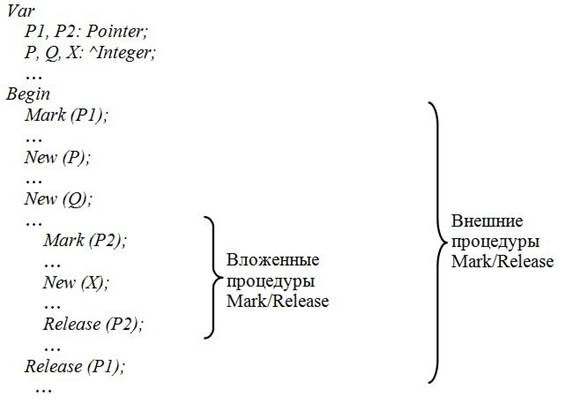 Var
P1, P2: Pointer;
P, Q, X: ^Integer;
…
Begin
Mark (P1);
…
New (P);
…
New (Q);
…
Mark (P2);
…
New (X);
…
Release (P2);
…
Release (P1);
…
Вложенные
процедуры
Mark/Release
Внешние
процедуры
Mark/Release